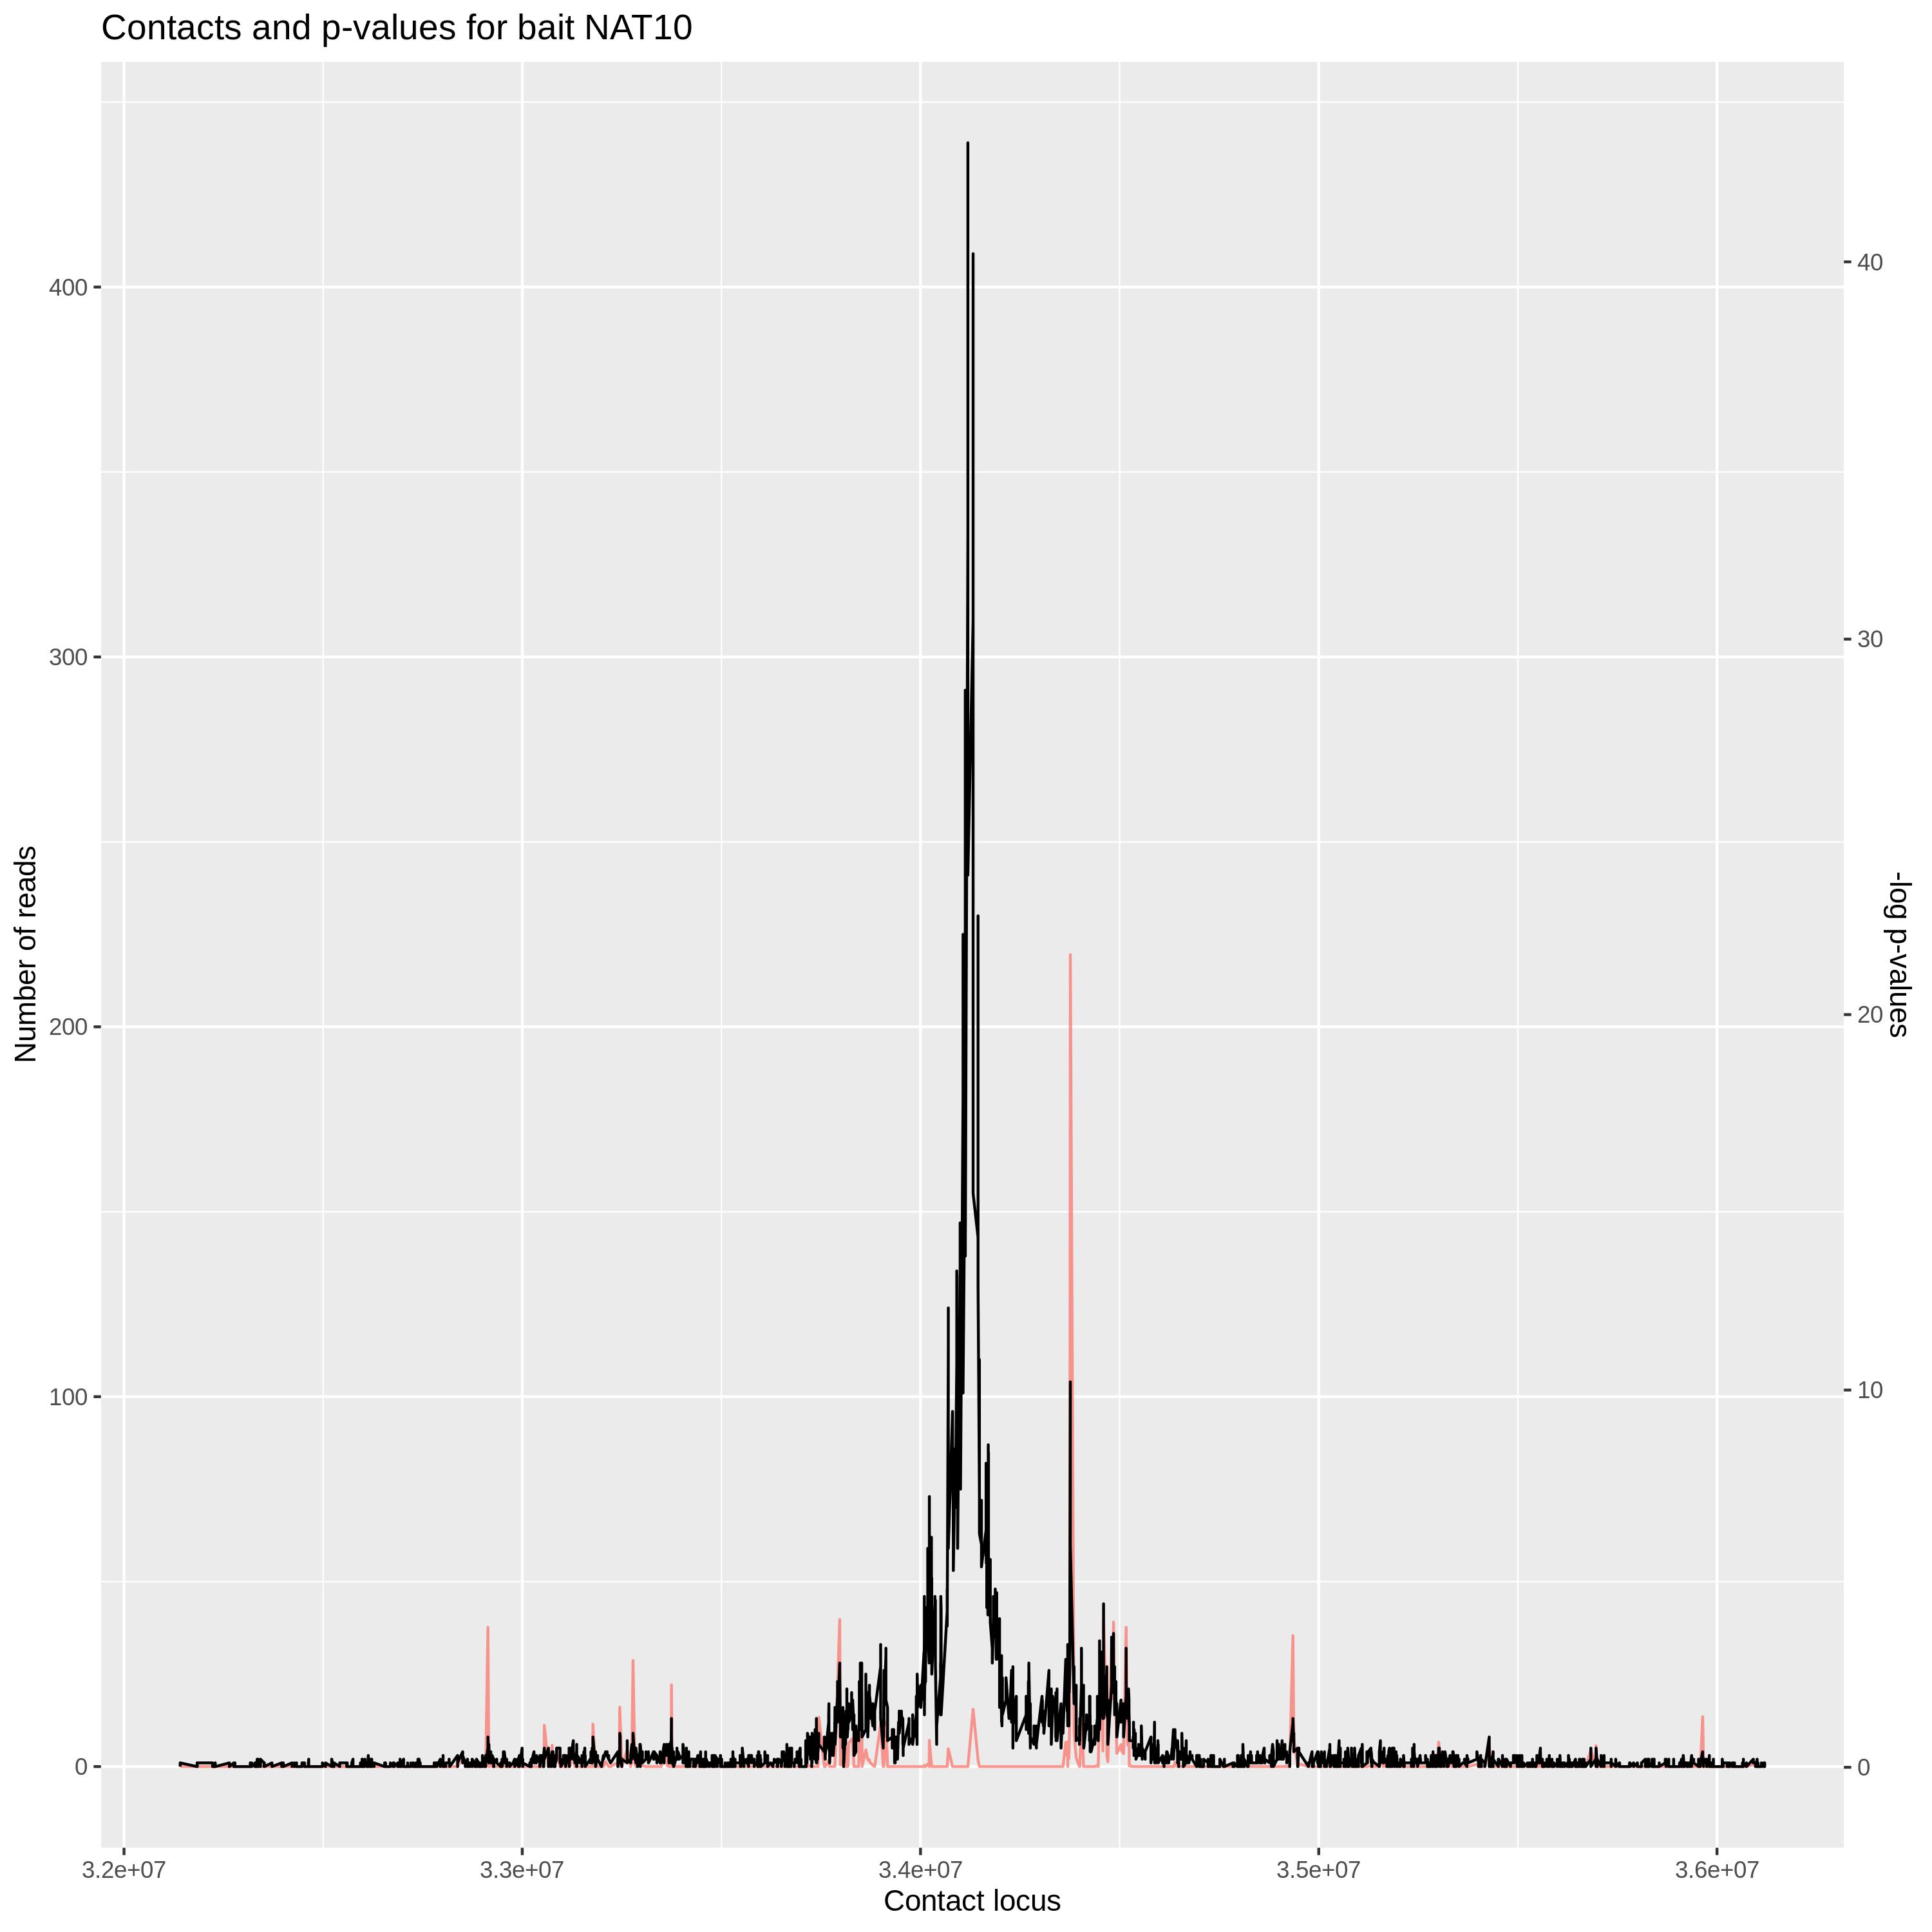 Contacts and p-values for bait NAT10
400
300
200
100
0
40
30
20
10
0
Number of reads
-log p-values
3.2e+07
3.3e+07
3.4e+07
3.5e+07
3.6e+07
Contact locus